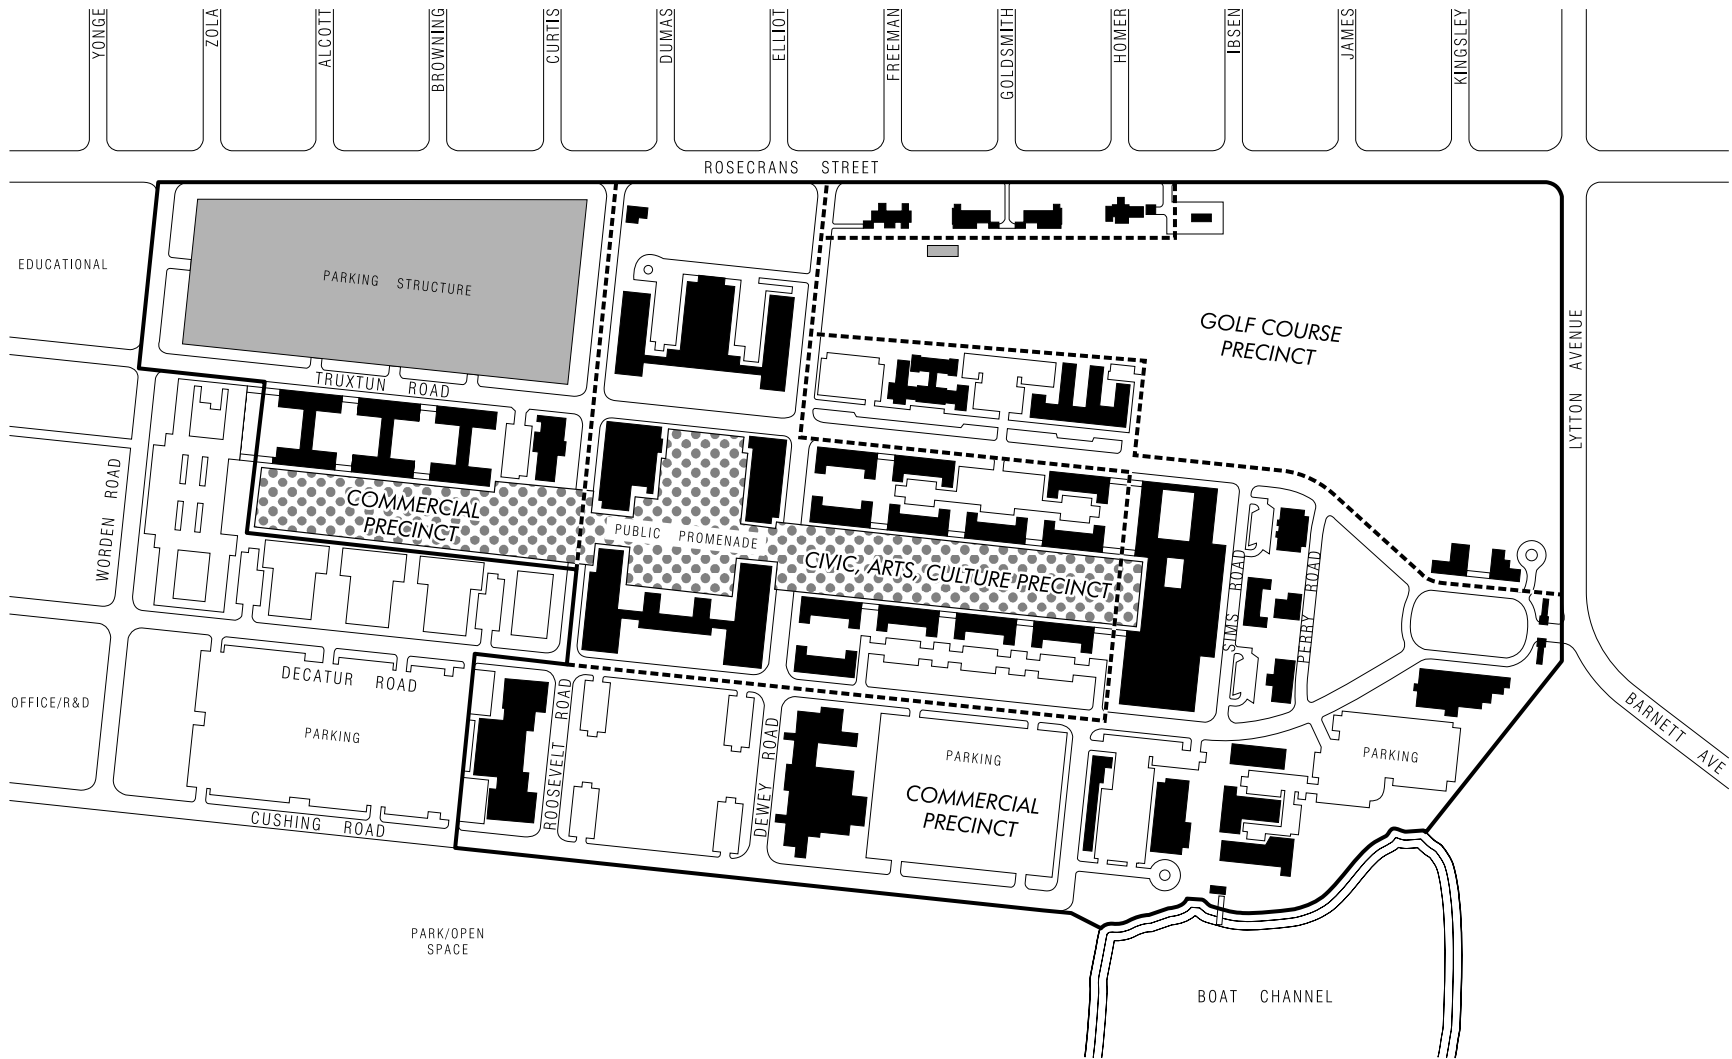 YONGE
ZOLA
ALCOTT
BROWNING
CURTIS
DUMAS
ELLIOT
FREEMAN
GOLDSMITH
HOMER
IBSEN
JAMES
KINGSLEY
ROSECRANS STREET
EDUCATIONAL
PARKING STRUCTURE
GOLF COURSE
PRECINCT
LYTTON AVENUE
TRUXTUN ROAD
WORDEN ROAD
COMMERCIAL
PRECINCT
PUBLIC PROMENADE
CIVIC, ARTS, CULTURE PRECINCT
SIMS ROAD
PERRY ROAD
DECATUR ROAD
OFFICE/R&D
PARKING
ROOSEVELT ROAD
DEWEY ROAD
PARKING
PARKING
BARNETT AVE
COMMERCIAL
PRECINCT
CUSHING ROAD
PARK/OPEN
SPACE
BOAT CHANNEL